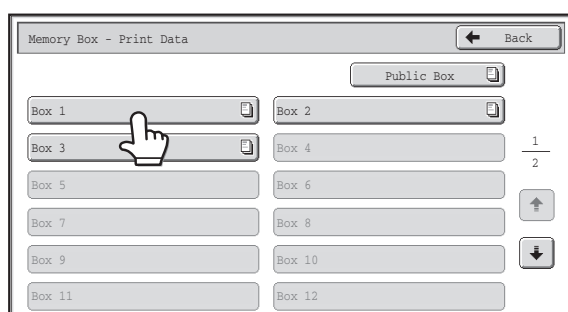 Memory Box - Print Data Back
Public Box
Box 1 Box 2
Box 3 Box 4 1
2
Box 5 Box 6
Box 7 Box 8
Box 9 Box 10
Box 11 Box 12